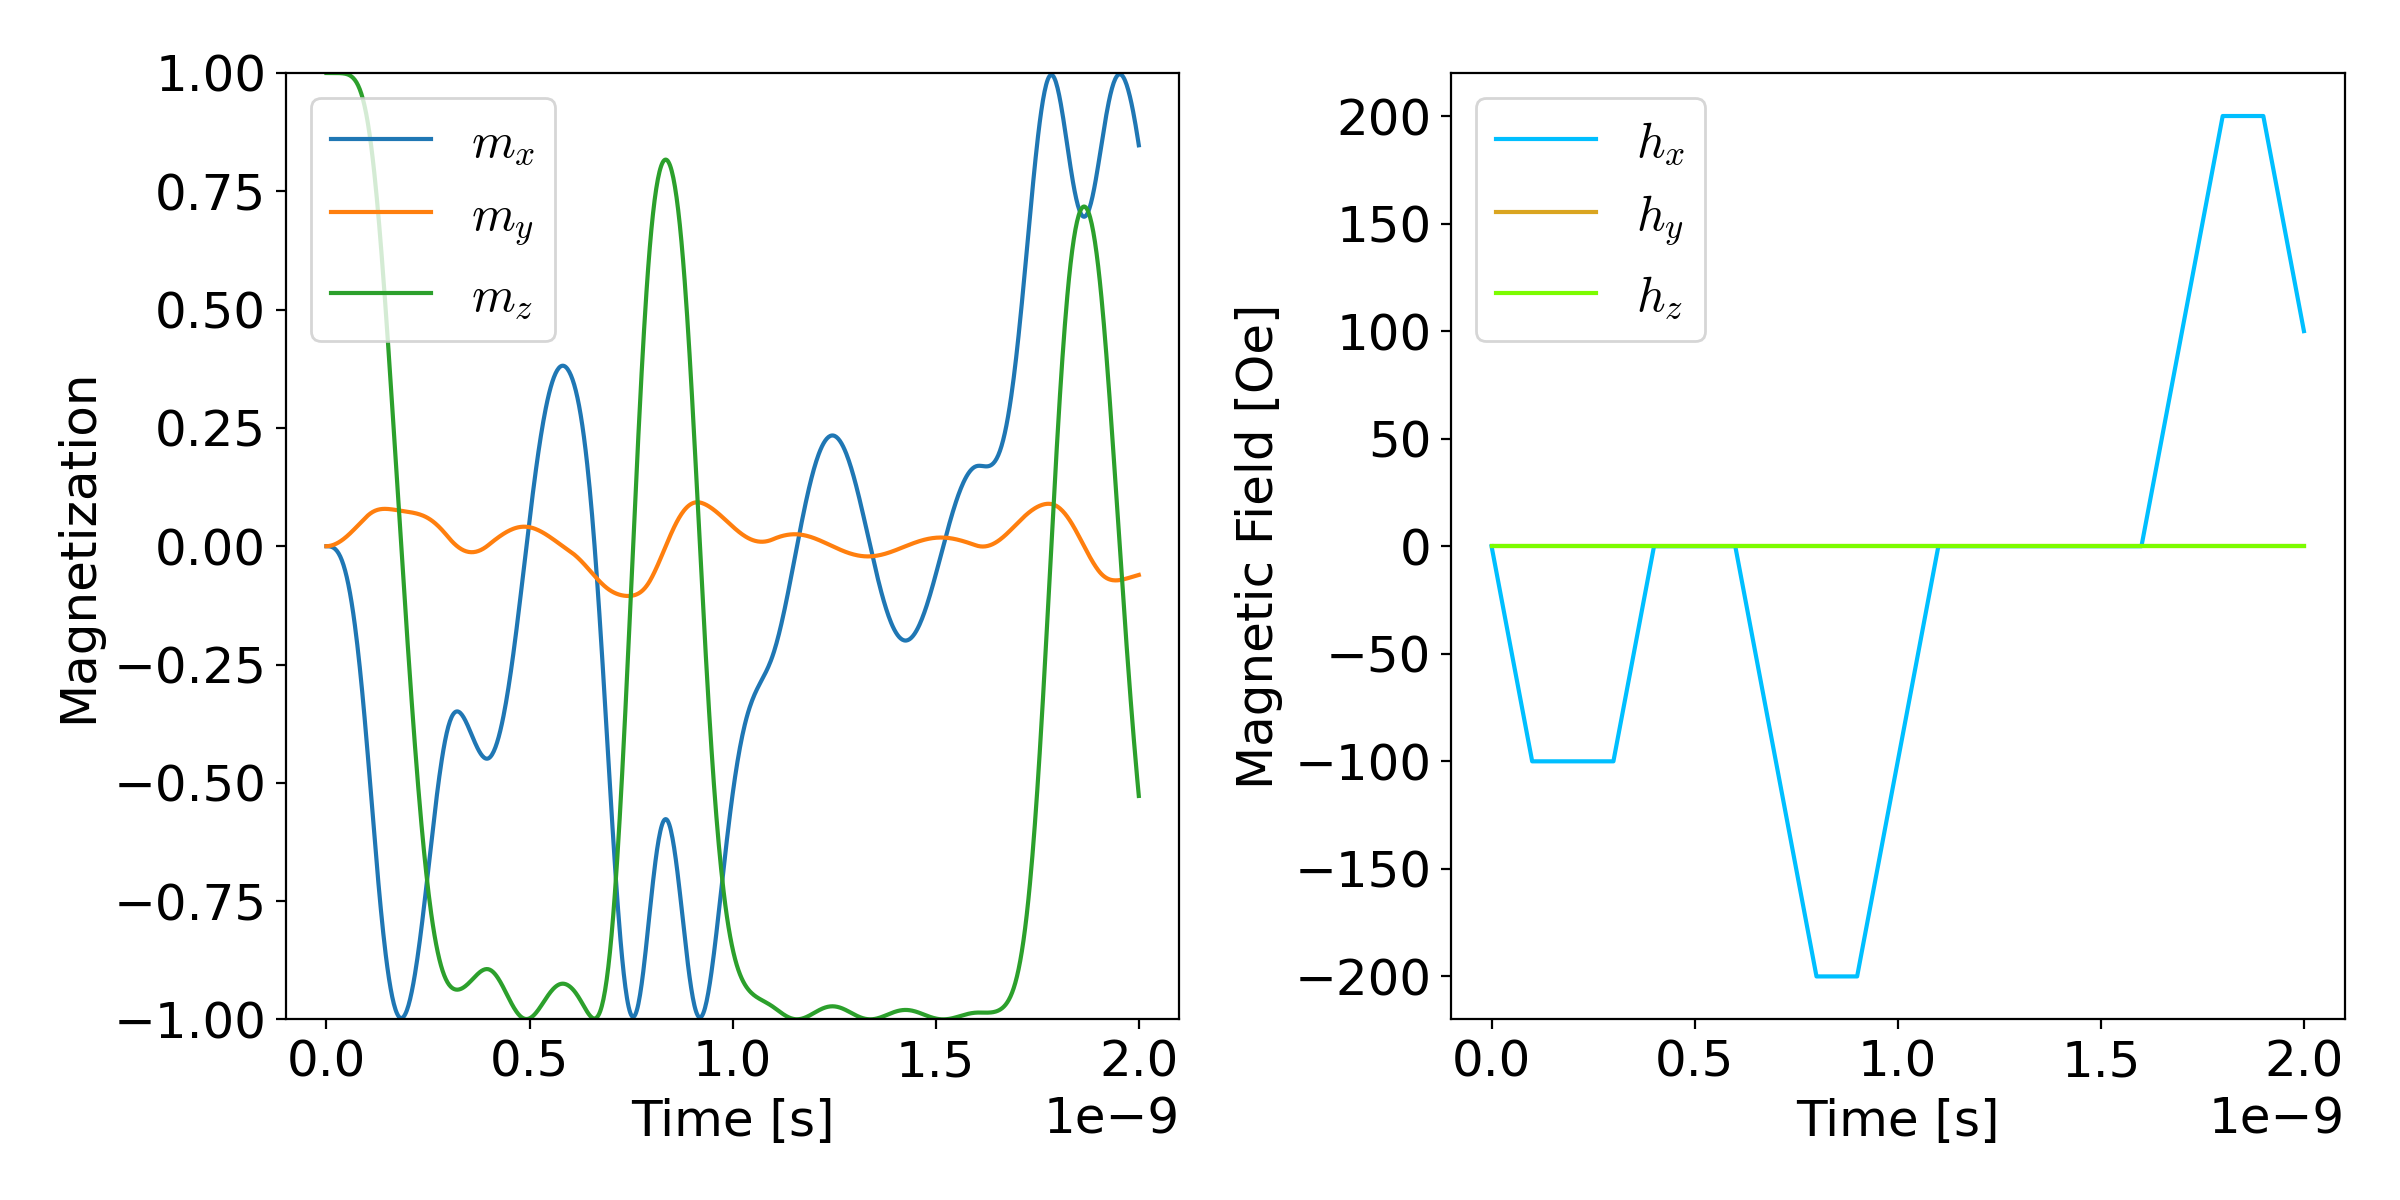 1.00
0.75
0.50
0.25
0.00
−0.25
−0.50
−0.75
−1.00
Magnetization
m_x
m_y
m_z
0.0 0.5 1.0 1.5 2.0
Time [s]
1e−9
200
150
100
50
0
−50
−100
−150
−200
Magnetic Field [Oe]
h_x
h_y
h_z
0.0 0.5 1.0 1.5 2.0
Time [s]
1e−9